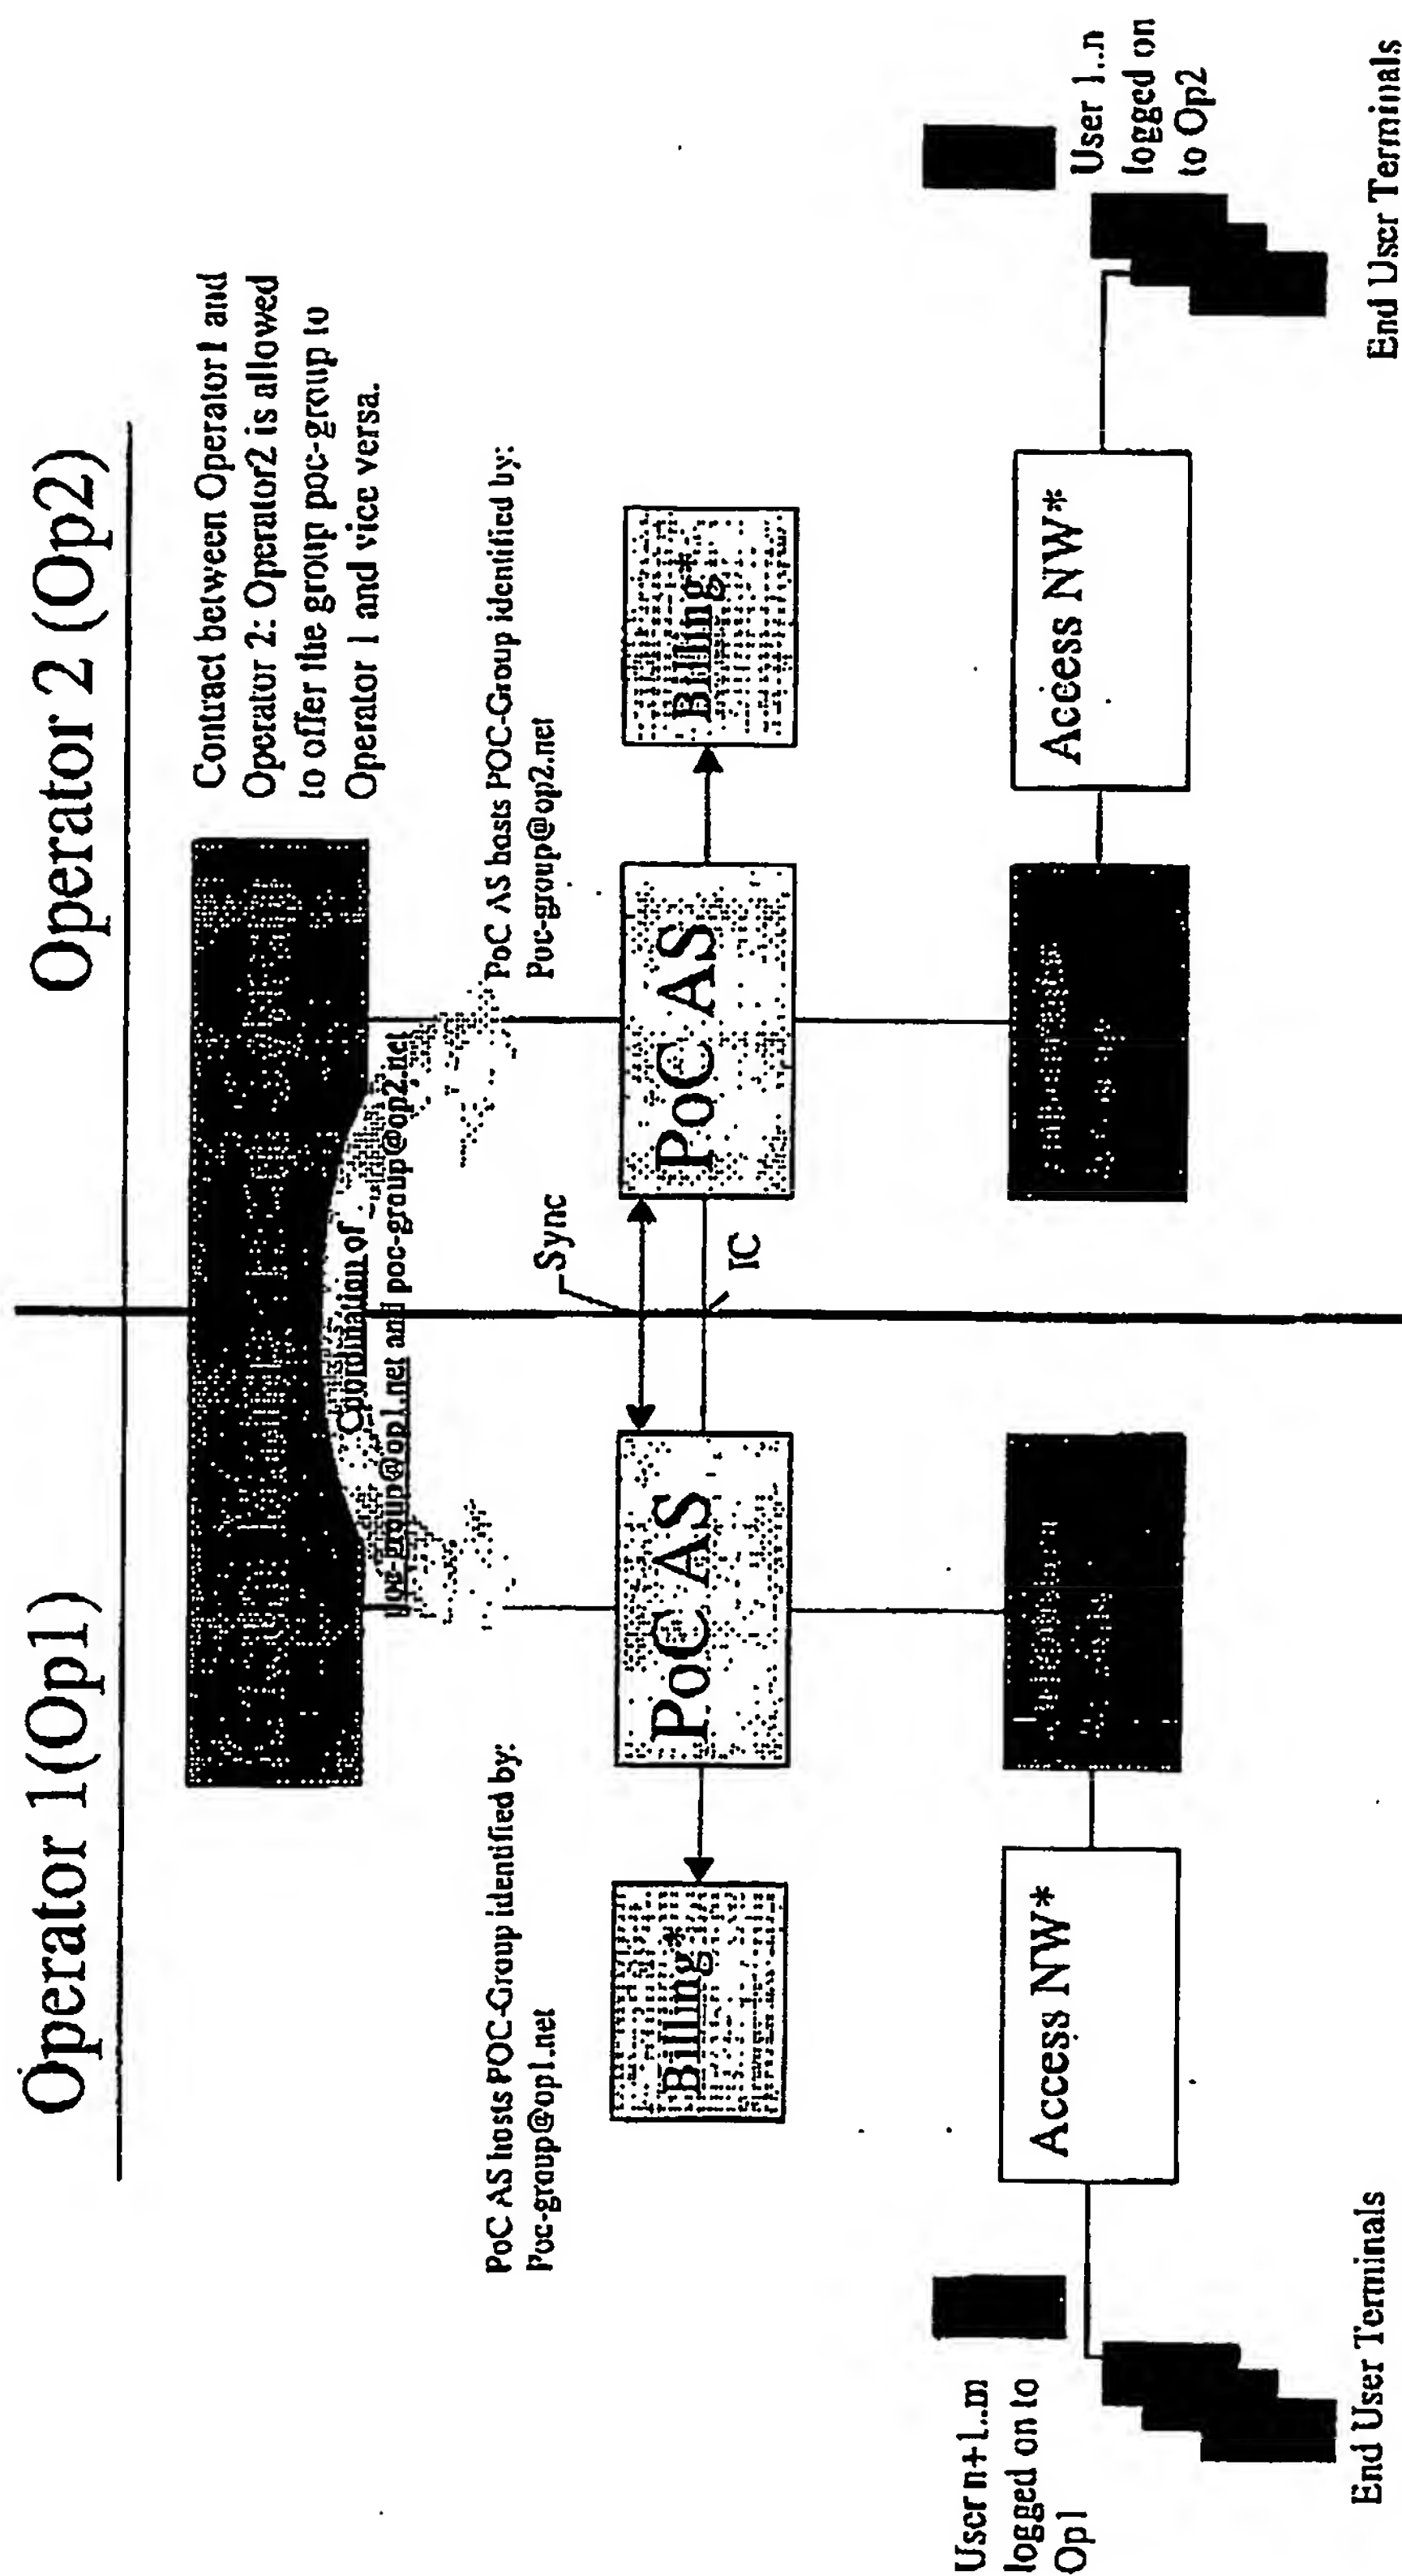 Operator 1(Op1)
Operator 2 (Op2)
Contract between Operator1 and
Operator 2: Operator2 is allowed
to offer the group poc-group to
Operator 1 and vice versa.
Coordination of
poc-group@op1.net and poc-group@op2.net
PoC AS hosts POC-Group identified by:
Poc-group@op1.net
PoC AS hosts POC-Group identified by:
Poc-group@op2.net
Sync
Billing*
PoC AS
PoC AS
Billing*
IC
User n+1..m
logged on to
Op1
Access NW*
Access NW*
User 1..n
logged on
to Op2
End User Terminals
End User Terminals